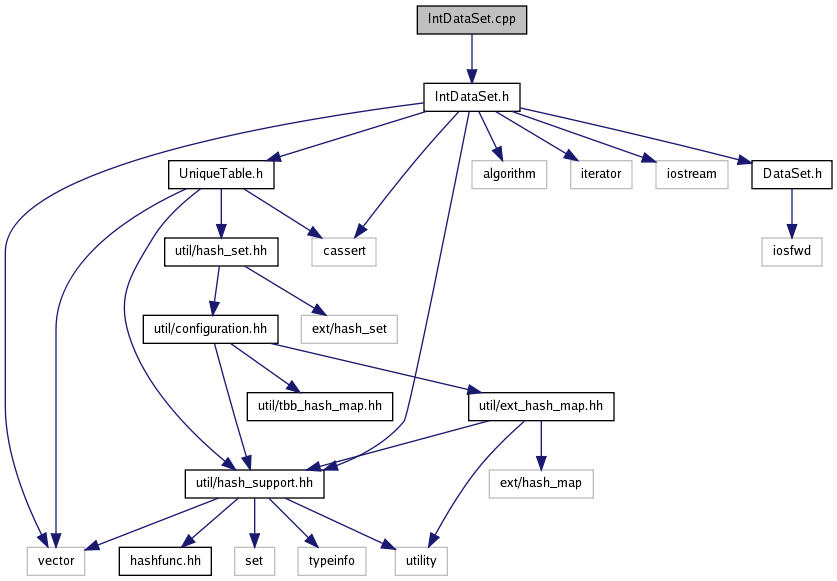 IntDataSet.cpp
IntDataSet.h
UniqueTable.h
algorithm
iterator
iostream
DataSet.h
util/hash_set.hh
cassert
iosfwd
util/configuration.hh
ext/hash_set
util/tbb_hash_map.hh
util/ext_hash_map.hh
util/hash_support.hh
ext/hash_map
vector
hashfunc.hh
set
typeinfo
utility